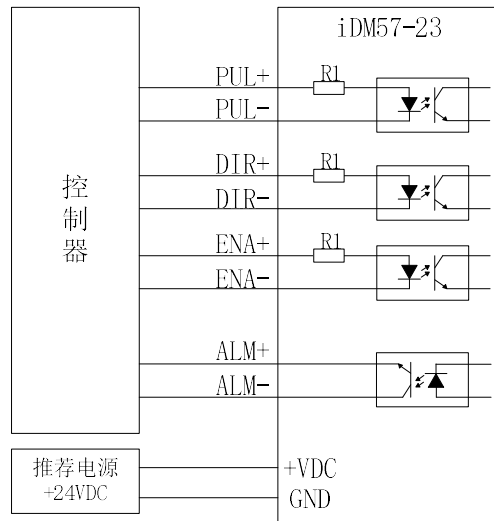 iDM57-23
PUL+
R1
PUL-
DIR+
R1
DIR-
ENA+
R1
ENA-
ALM+
ALM-
控制器
推荐电源
+24VDC
+VDC
GND